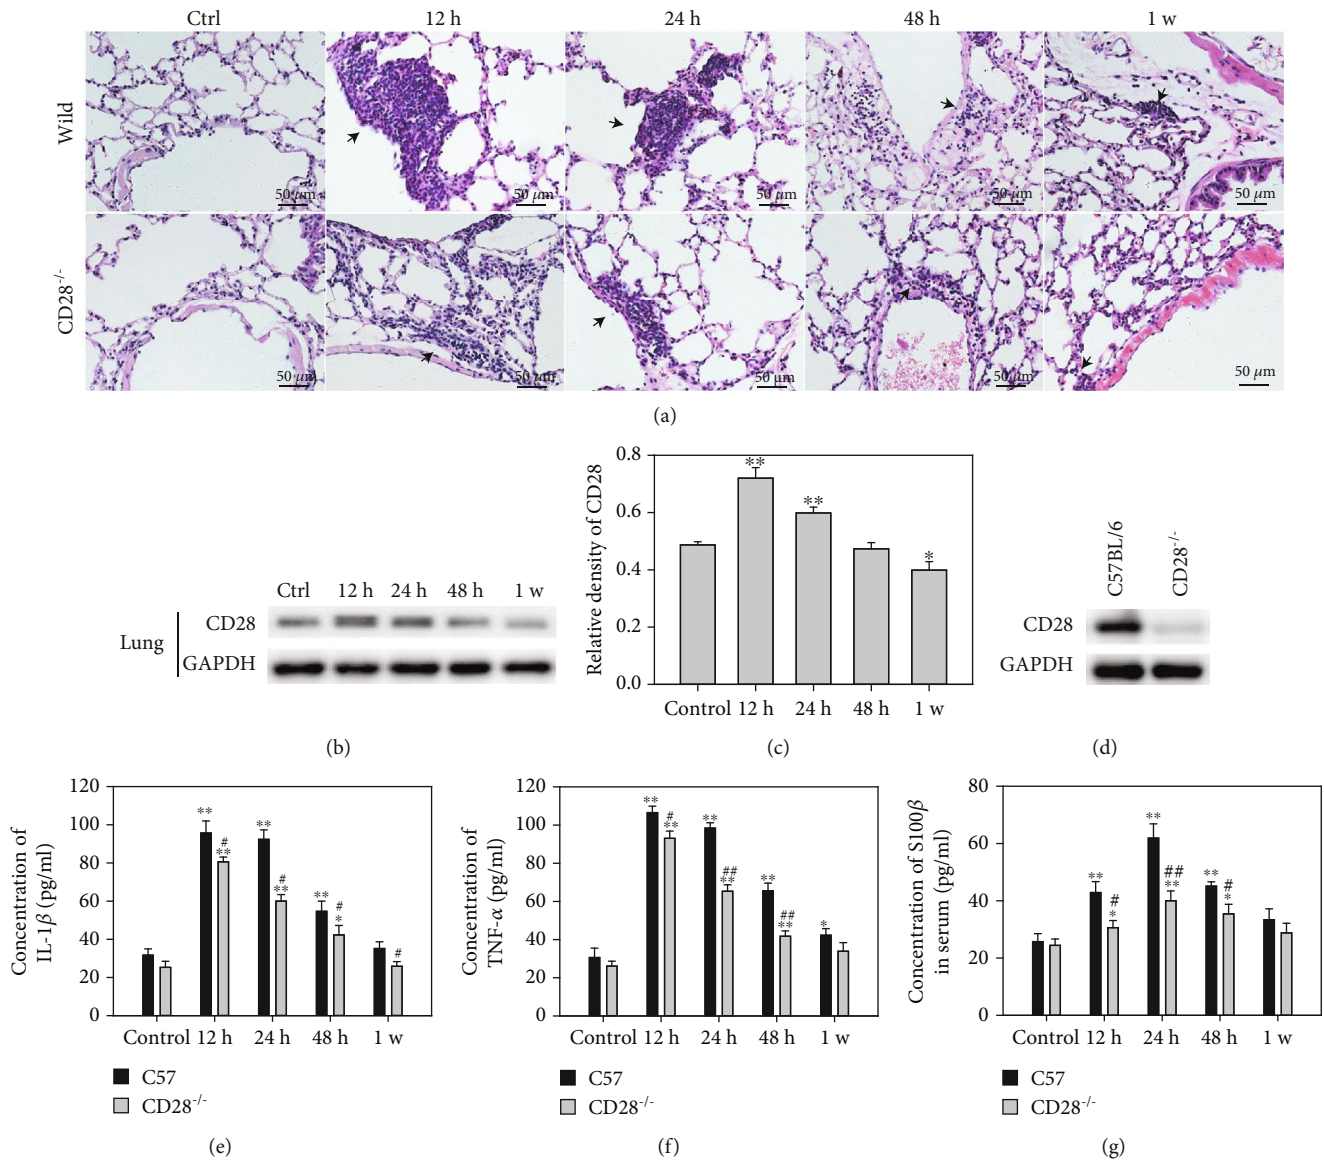 Ctrl 12 h 24 h 48 h 1 w
Wild
50 μm 50 μm 50 μm 50 μm 50 μm
CD28-/-
50 μm 50 μm 50 μm 50 μm 50 μm
(a)
Ctrl 12 h 24 h 48 h 1 w
Lung
CD28
GAPDH
(b)
Relative density of CD28
0.8
0.6
0.4
0.2
0.0
** ** *
Control 12 h 24 h 48 h 1 w
(c)
C57BL/6 CD28-/-
CD28
GAPDH
(d)
Concentration of
IL-1β (pg/ml)
120
100
80
60
40
20
0
** # ** ** # ** ** # * #
Control 12 h 24 h 48 h 1 w
C57
CD28-/-
(e)
Concentration of
TNF-α (pg/ml)
120
100
80
60
40
20
0
** # ** ** ## ** ** ## ** *
Control 12 h 24 h 48 h 1 w
C57
CD28-/-
(f)
Concentration of S100β
in serum (pg/ml)
80
60
40
20
0
** # * ** ## ** ** # *
Control 12 h 24 h 48 h 1 w
C57
CD28-/-
(g)